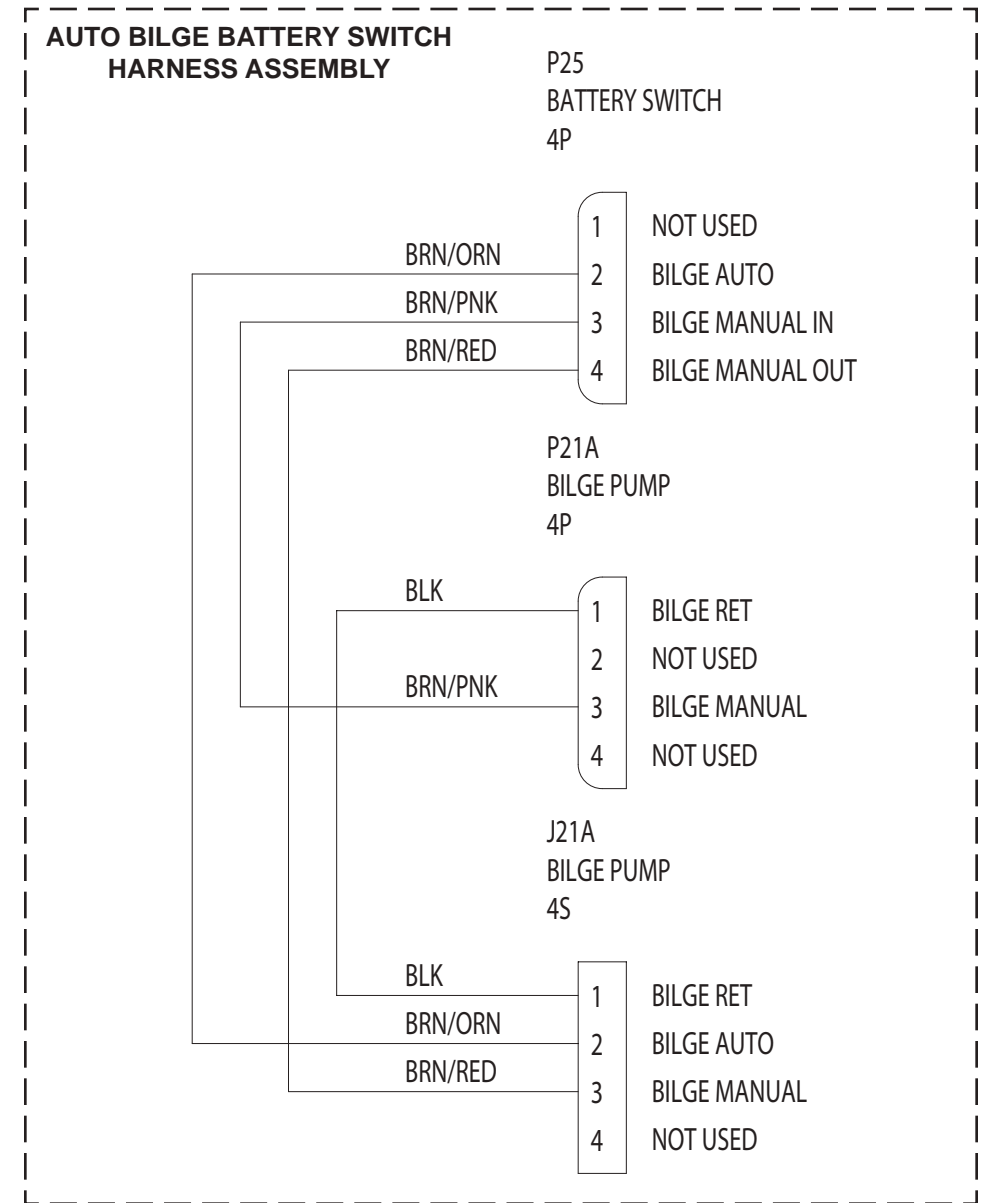 AUTO BILGE BATTERY SWITCH
HARNESS ASSEMBLY
P25
BATTERY SWITCH
4P
1 NOT USED
BRN/ORN 2 BILGE AUTO
BRN/PNK 3 BILGE MANUAL IN
BRN/RED 4 BILGE MANUAL OUT
P21A
BILGE PUMP
4P
BLK 1 BILGE RET
2 NOT USED
BRN/PNK 3 BILGE MANUAL
4 NOT USED
J21A
BILGE PUMP
4S
BLK 1 BILGE RET
BRN/ORN 2 BILGE AUTO
BRN/RED 3 BILGE MANUAL
4 NOT USED